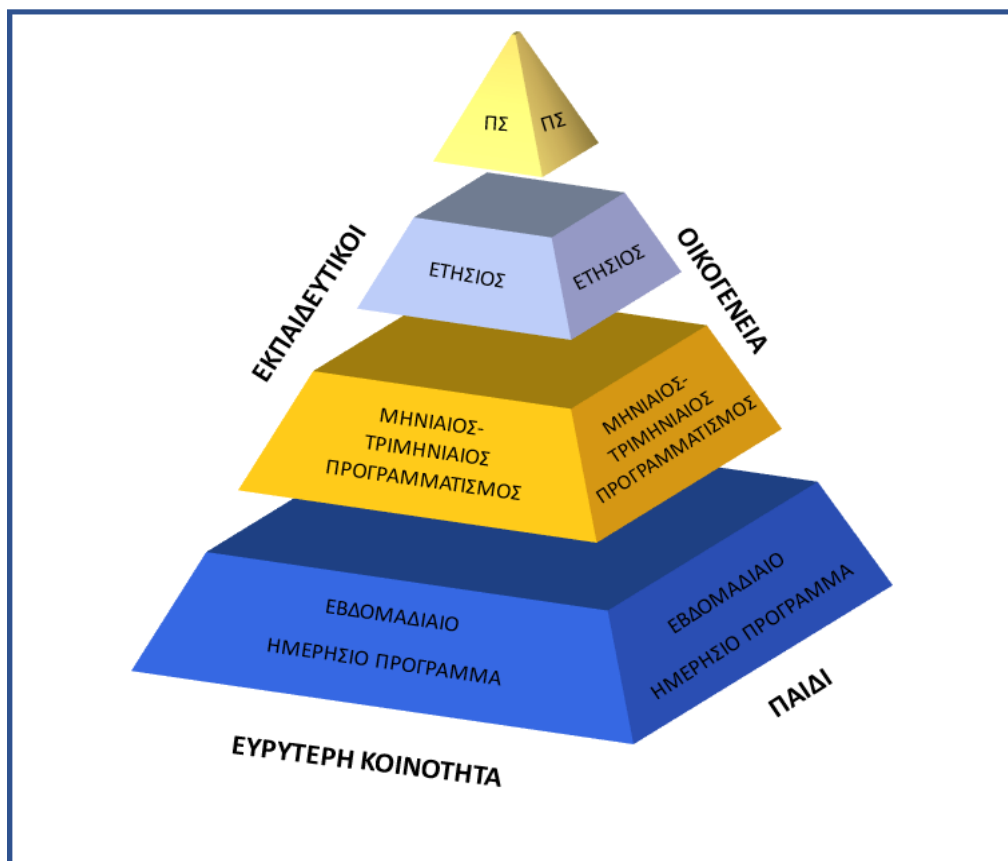 ΠΣ
ΠΣ
ΕΚΠΑΙΔΕΥΤΙΚΟΙ
ΟΙΚΟΓΕΝΕΙΑ
ΕΤΗΣΙΟΣ
ΕΤΗΣΙΟΣ
ΜΗΝΙΑΙΟΣ-
ΤΡΙΜΗΝΙΑΙΟΣ
ΠΡΟΓΡΑΜΜΑΤΙΣΜΟΣ
ΜΗΝΙΑΙΟΣ-
ΤΡΙΜΗΝΙΑΙΟΣ
ΠΡΟΓΡΑΜΜΑΤΙΣΜΟΣ
ΕΒΔΟΜΑΔΙΑΙΟ
ΗΜΕΡΗΣΙΟ ΠΡΟΓΡΑΜΜΑ
ΕΒΔΟΜΑΔΙΑΙΟ
ΗΜΕΡΗΣΙΟ ΠΡΟΓΡΑΜΜΑ
ΠΑΙΔΙ
ΕΥΡΥΤΕΡΗ ΚΟΙΝΟΤΗΤΑ